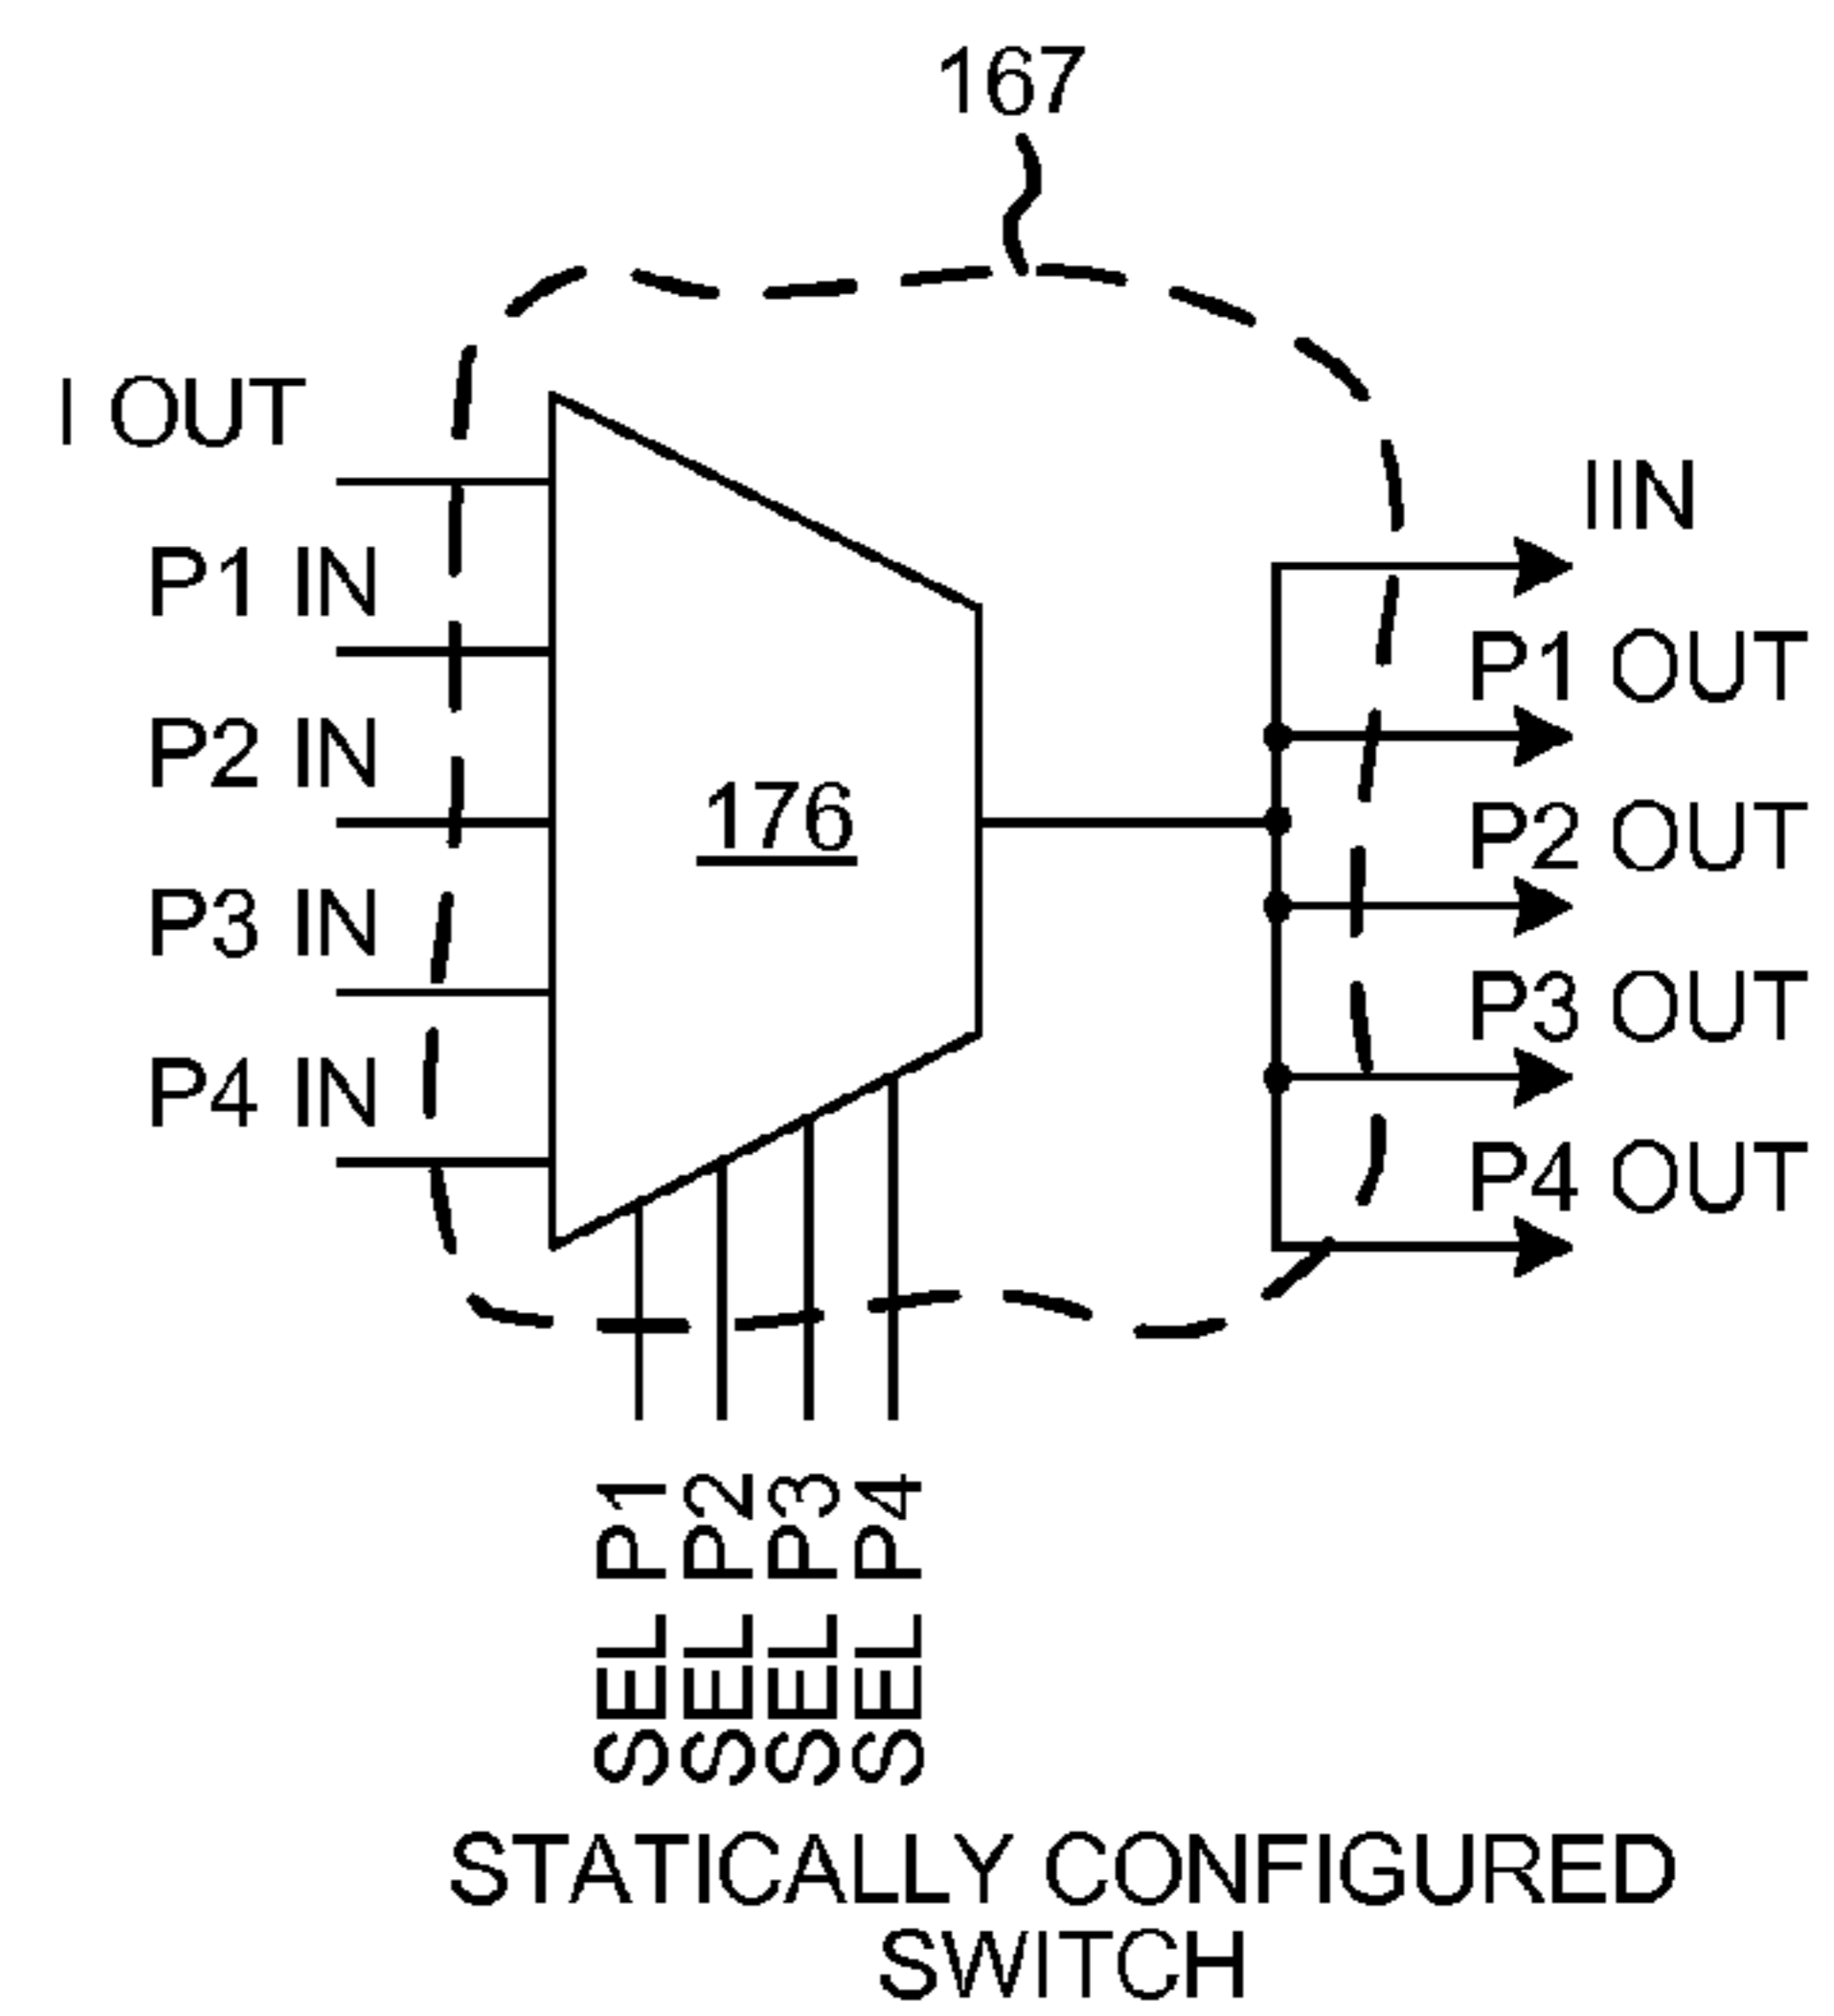 167
I OUT
P1 IN
P2 IN
P3 IN
P4 IN
176
IIN
P1 OUT
P2 OUT
P3 OUT
P4 OUT
SEL P1
SEL P2
SEL P3
SEL P4
STATICALLY CONFIGURED
SWITCH